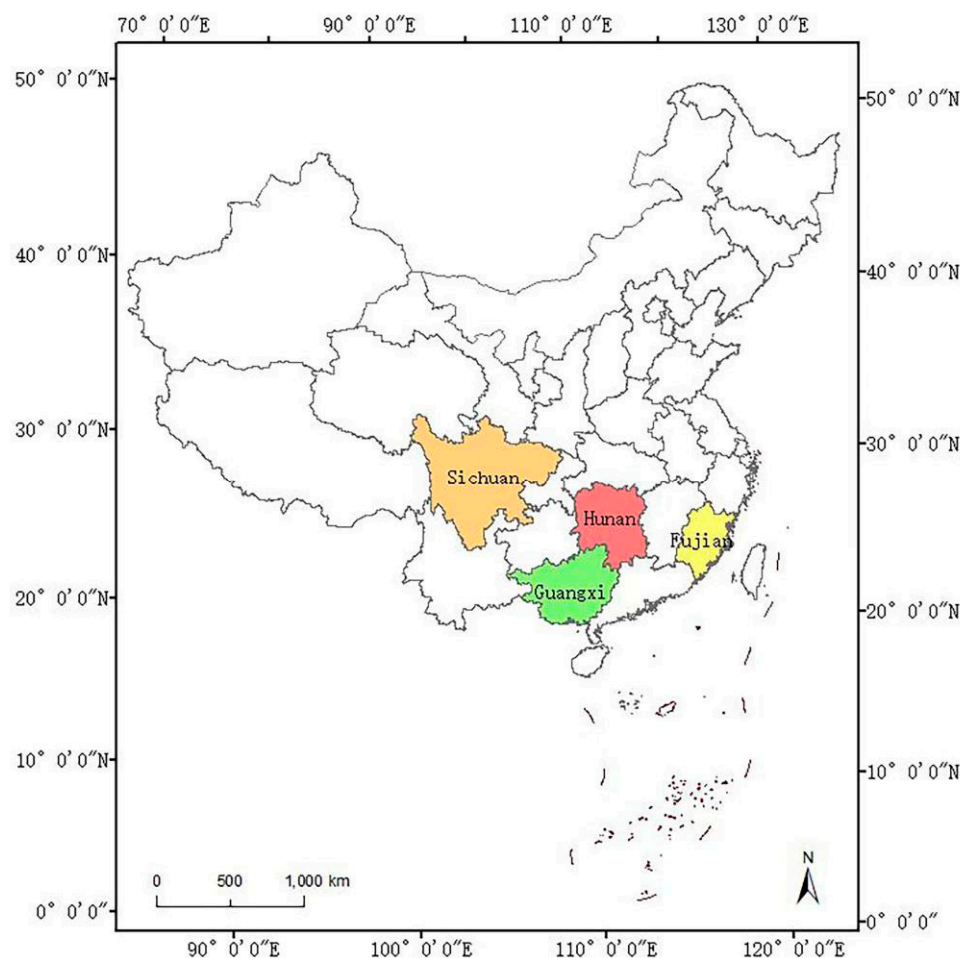 70° 0′0″E 90° 0′0″E 110° 0′0″E 130° 0′0″E
50° 0′0″N 50° 0′0″N
40° 0′0″N 40° 0′0″N
30° 0′0″N 30° 0′0″N
Sichuan
Hunan
Fujian
Guangxi
20° 0′0″N 20° 0′0″N
10° 0′0″N 10° 0′0″N
N
0 500 1,000 km
0° 0′0″ 0° 0′0″
90° 0′0″E 100° 0′0″E 110° 0′0″E 120° 0′0″E